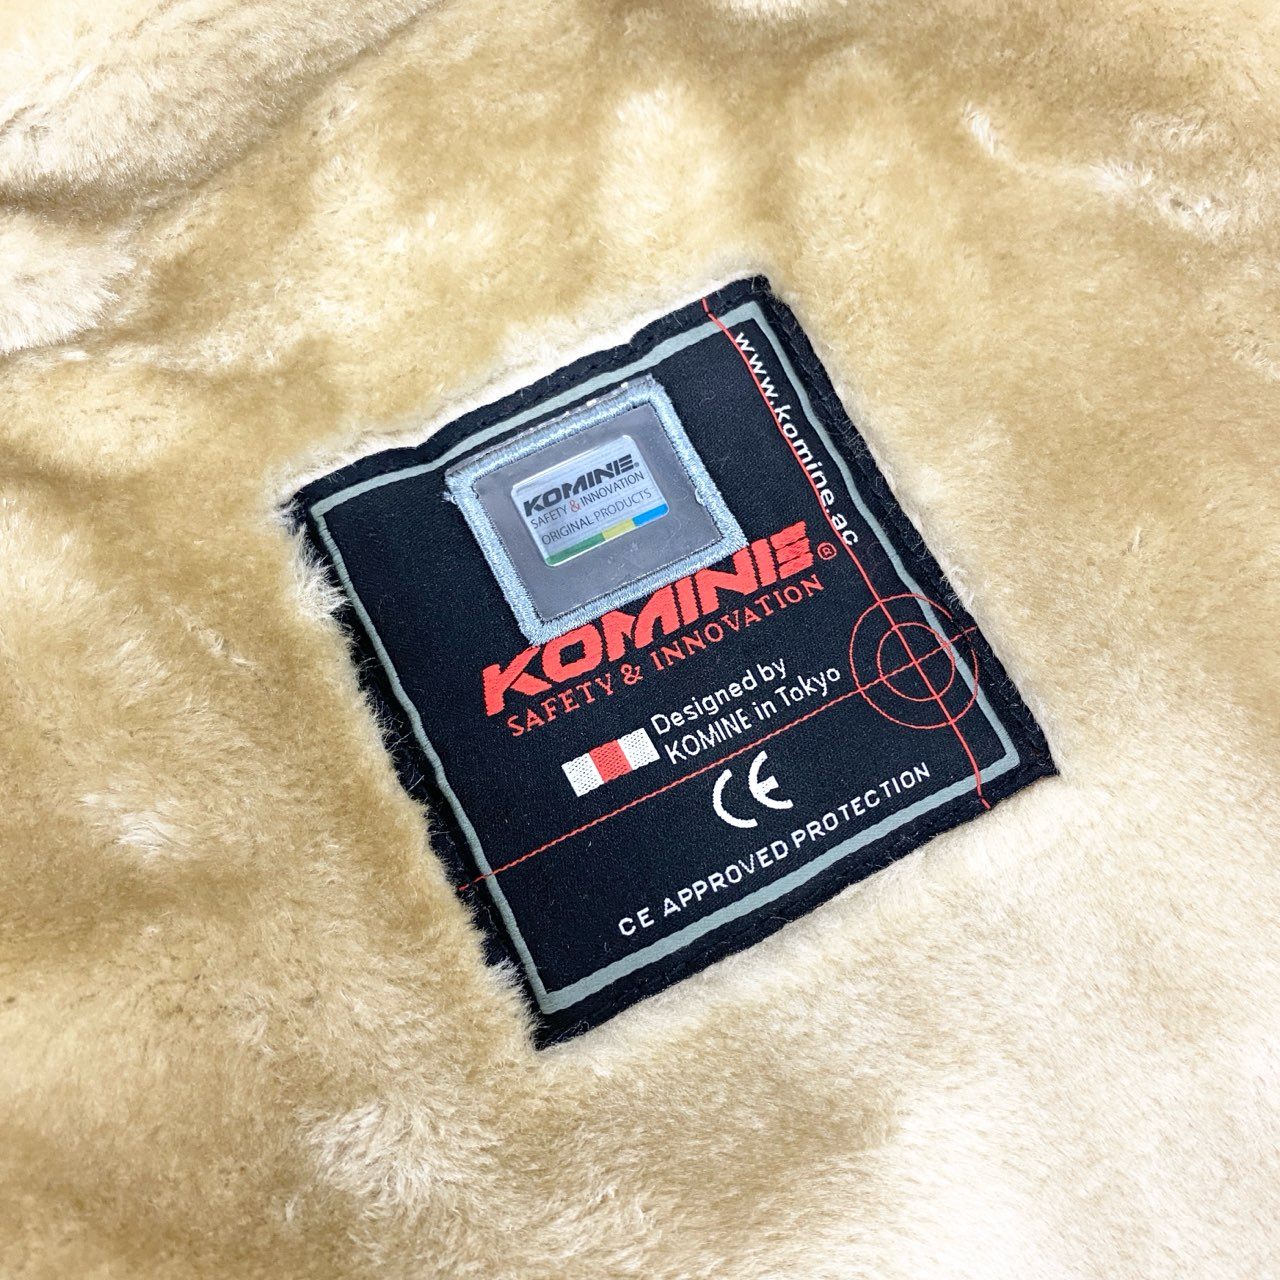 www.komine.ac
KOMINE®
SAFETY & INNOVATION
ORIGINAL PRODUCTS
KOMINE®
SAFETY & INNOVATION
Designed by
KOMINE in Tokyo
CE
CE APPROVED PROTECTION